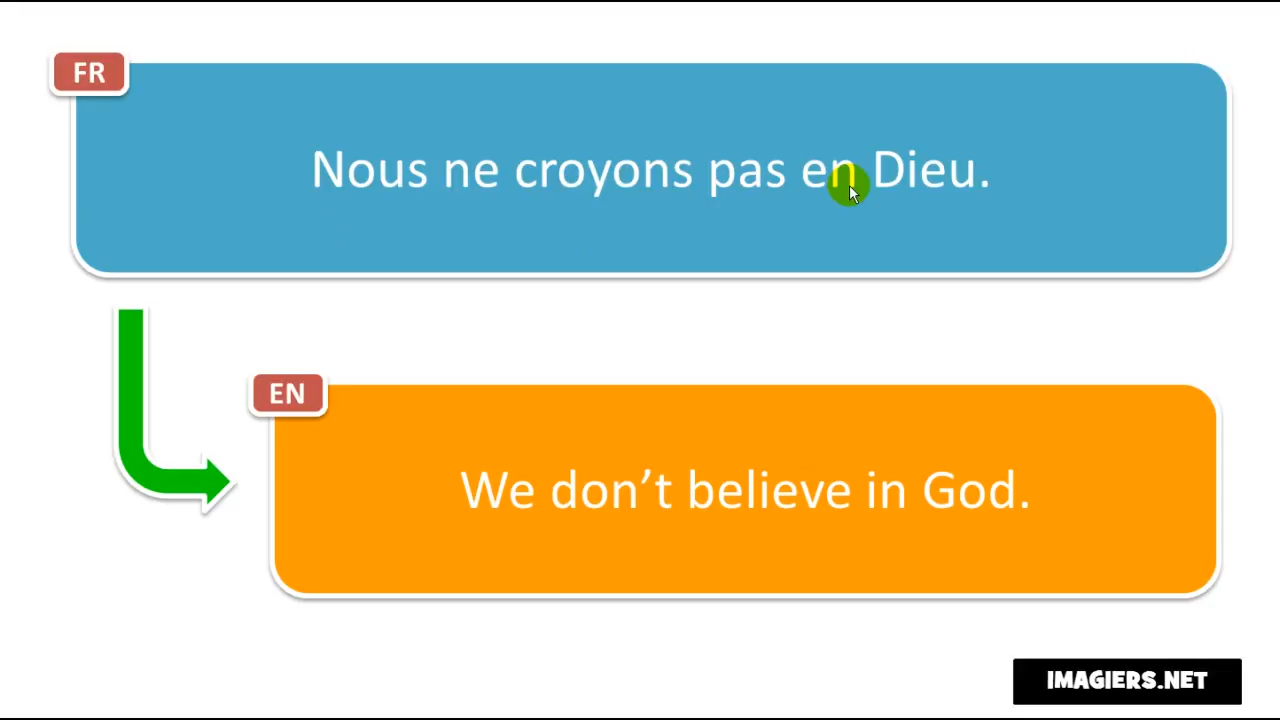 FR
Nous ne croyons pas en Dieu.
EN
We don’t believe in God.
IMAGIERS.NET